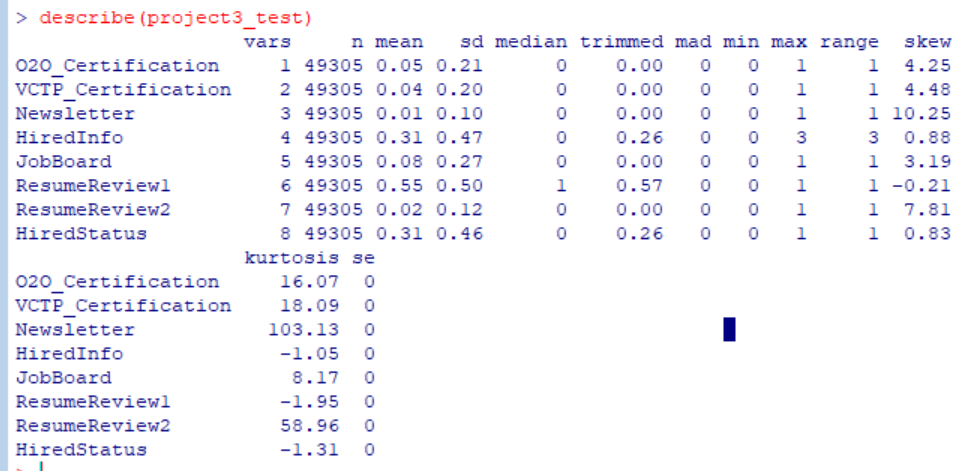 > describe(project3_test)
                   vars     n mean   sd median trimmed mad min max range  skew
O2O_Certification     1 49305 0.05 0.21      0    0.00   0   0   1     1  4.25
VCTP_Certification    2 49305 0.04 0.20      0    0.00   0   0   1     1  4.48
Newsletter            3 49305 0.01 0.10      0    0.00   0   0   1     1 10.25
HiredInfo             4 49305 0.31 0.47      0    0.26   0   0   3     3  0.88
JobBoard              5 49305 0.08 0.27      0    0.00   0   0   1     1  3.19
ResumeReview1         6 49305 0.55 0.50      1    0.57   0   0   1     1 -0.21
ResumeReview2         7 49305 0.02 0.12      0    0.00   0   0   1     1  7.81
HiredStatus           8 49305 0.31 0.46      0    0.26   0   0   1     1  0.83
                   kurtosis se
O2O_Certification     16.07  0
VCTP_Certification    18.09  0
Newsletter           103.13  0
HiredInfo             -1.05  0
JobBoard               8.17  0
ResumeReview1         -1.95  0
ResumeReview2         58.96  0
HiredStatus           -1.31  0
>